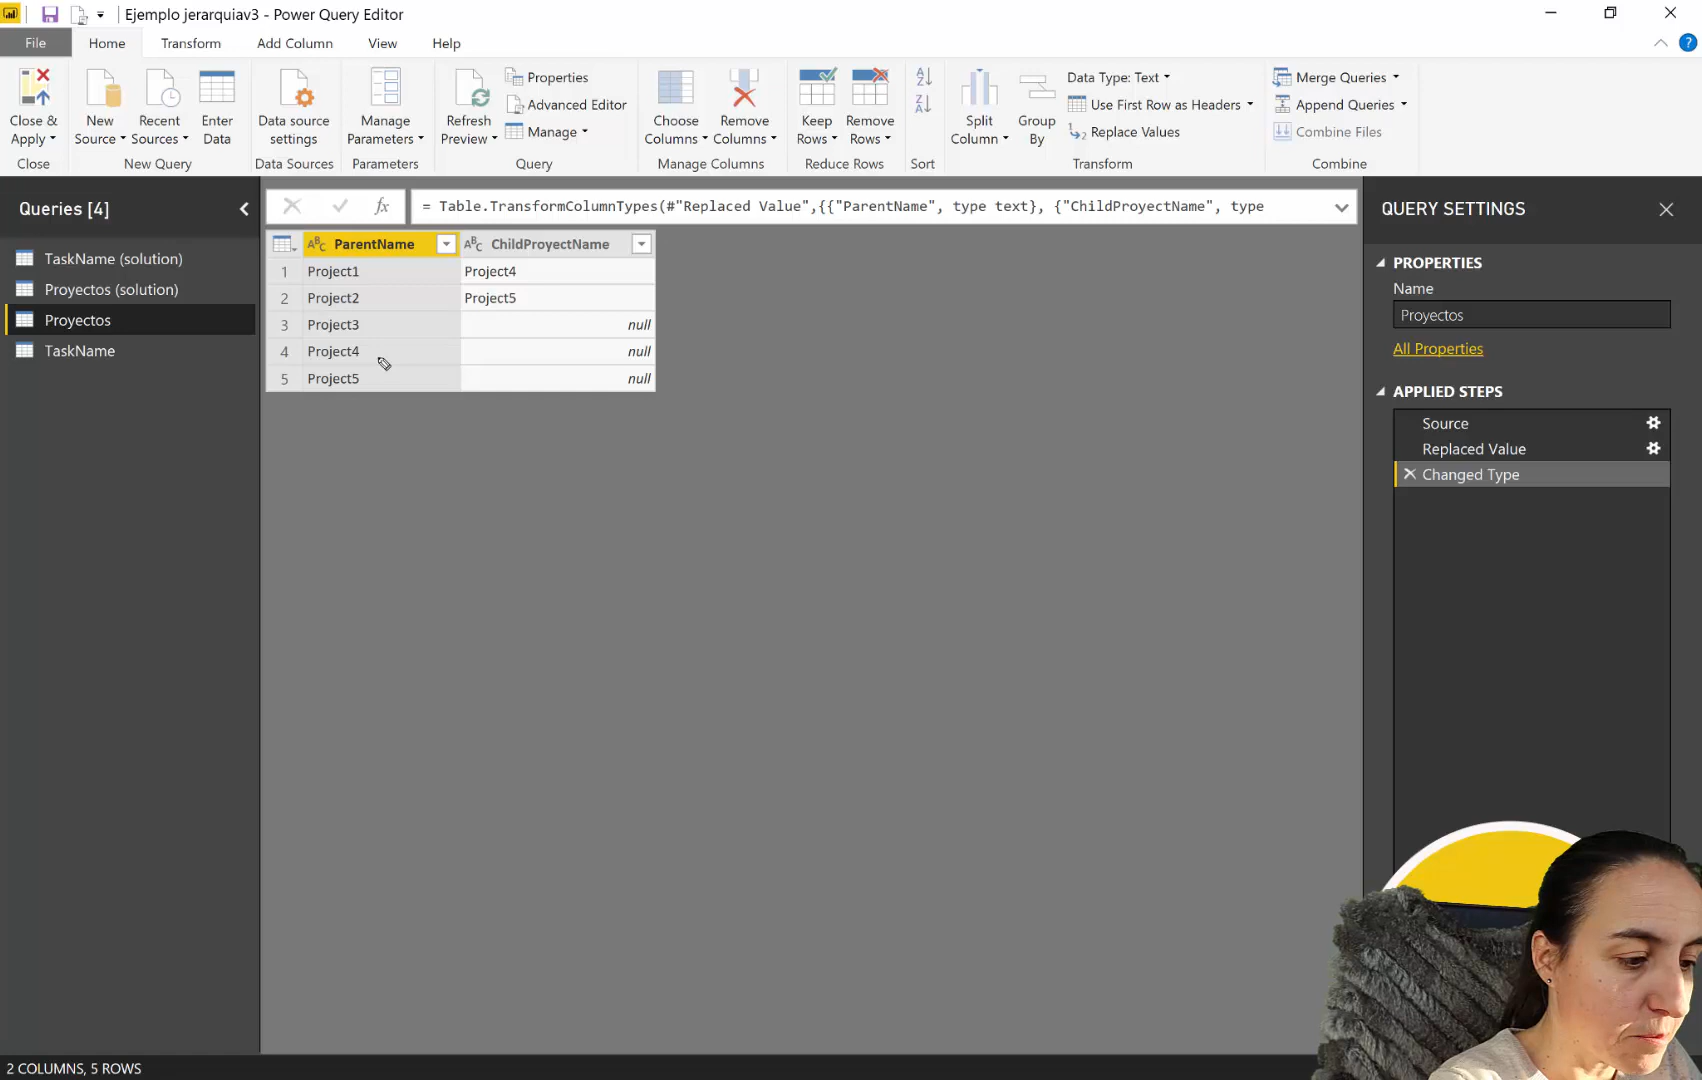 Ejemplo jerarquiav3 - Power Query Editor
File Home Transform Add Column View Help
Close & Apply
New Source
Recent Sources
Enter Data
Data source settings
Manage Parameters
Refresh Preview
Properties
Advanced Editor
Manage
Choose Columns
Remove Columns
Keep Rows
Remove Rows
Split Column
Group By
Data Type: Text
Use First Row as Headers
Replace Values
Merge Queries
Append Queries
Combine Files
Close New Query Data Sources Parameters Query Manage Columns Reduce Rows Sort Transform Combine
Queries [4]
TaskName (solution)
Proyectos (solution)
Proyectos
TaskName
fx = Table.TransformColumnTypes(#"Replaced Value",{{"ParentName", type text}, {"ChildProyectName", type
ABC ParentName ABC ChildProyectName
1 Project1 Project4
2 Project2 Project5
3 Project3 null
4 Project4 null
5 Project5 null
QUERY SETTINGS
PROPERTIES
Name
Proyectos
All Properties
APPLIED STEPS
Source
Replaced Value
Changed Type
2 COLUMNS, 5 ROWS